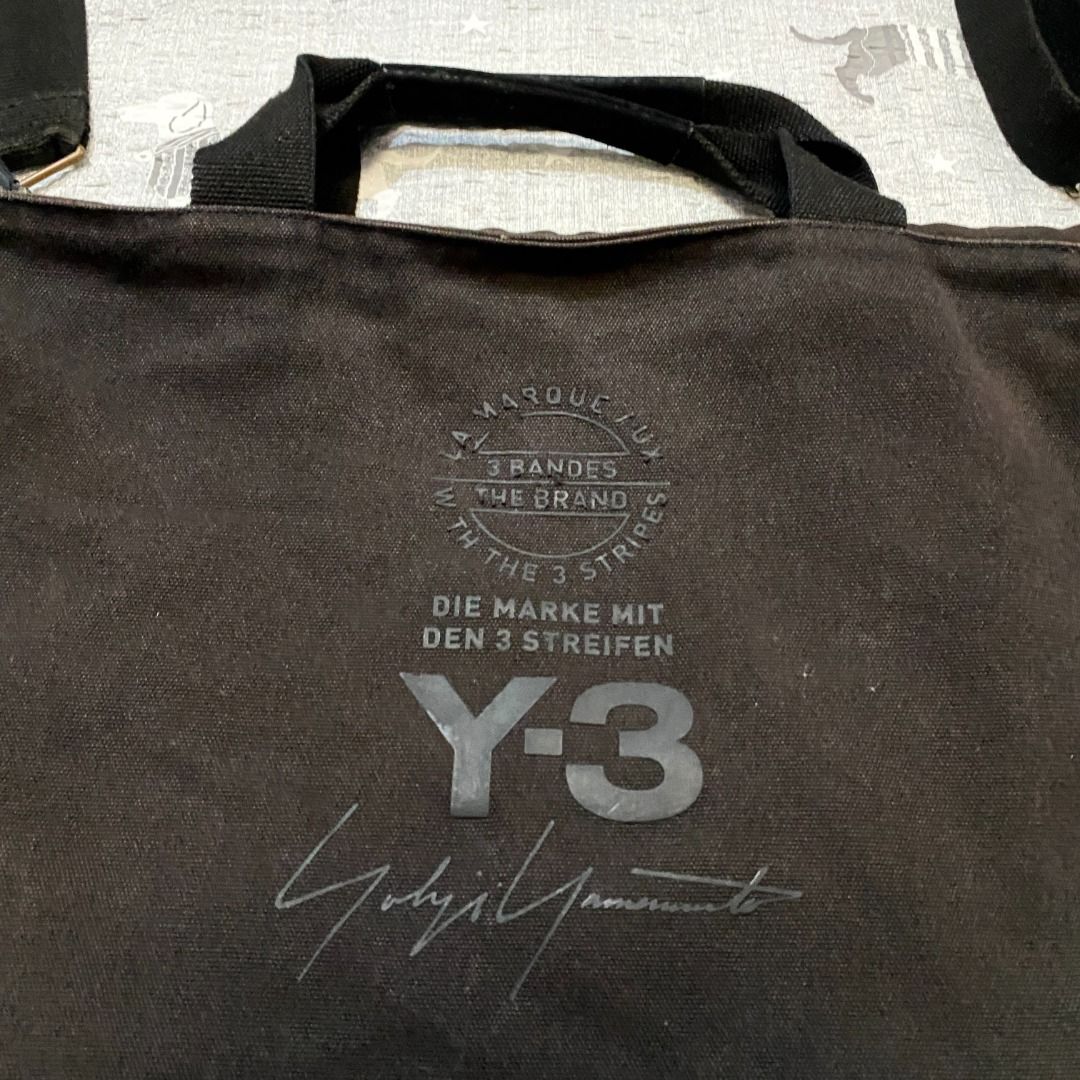 LA MARQUE AUX
3 BANDES
THE BRAND
WITH THE 3 STRIPES
DIE MARKE MIT
DEN 3 STREIFEN
Y-3
Yohji Yamamoto